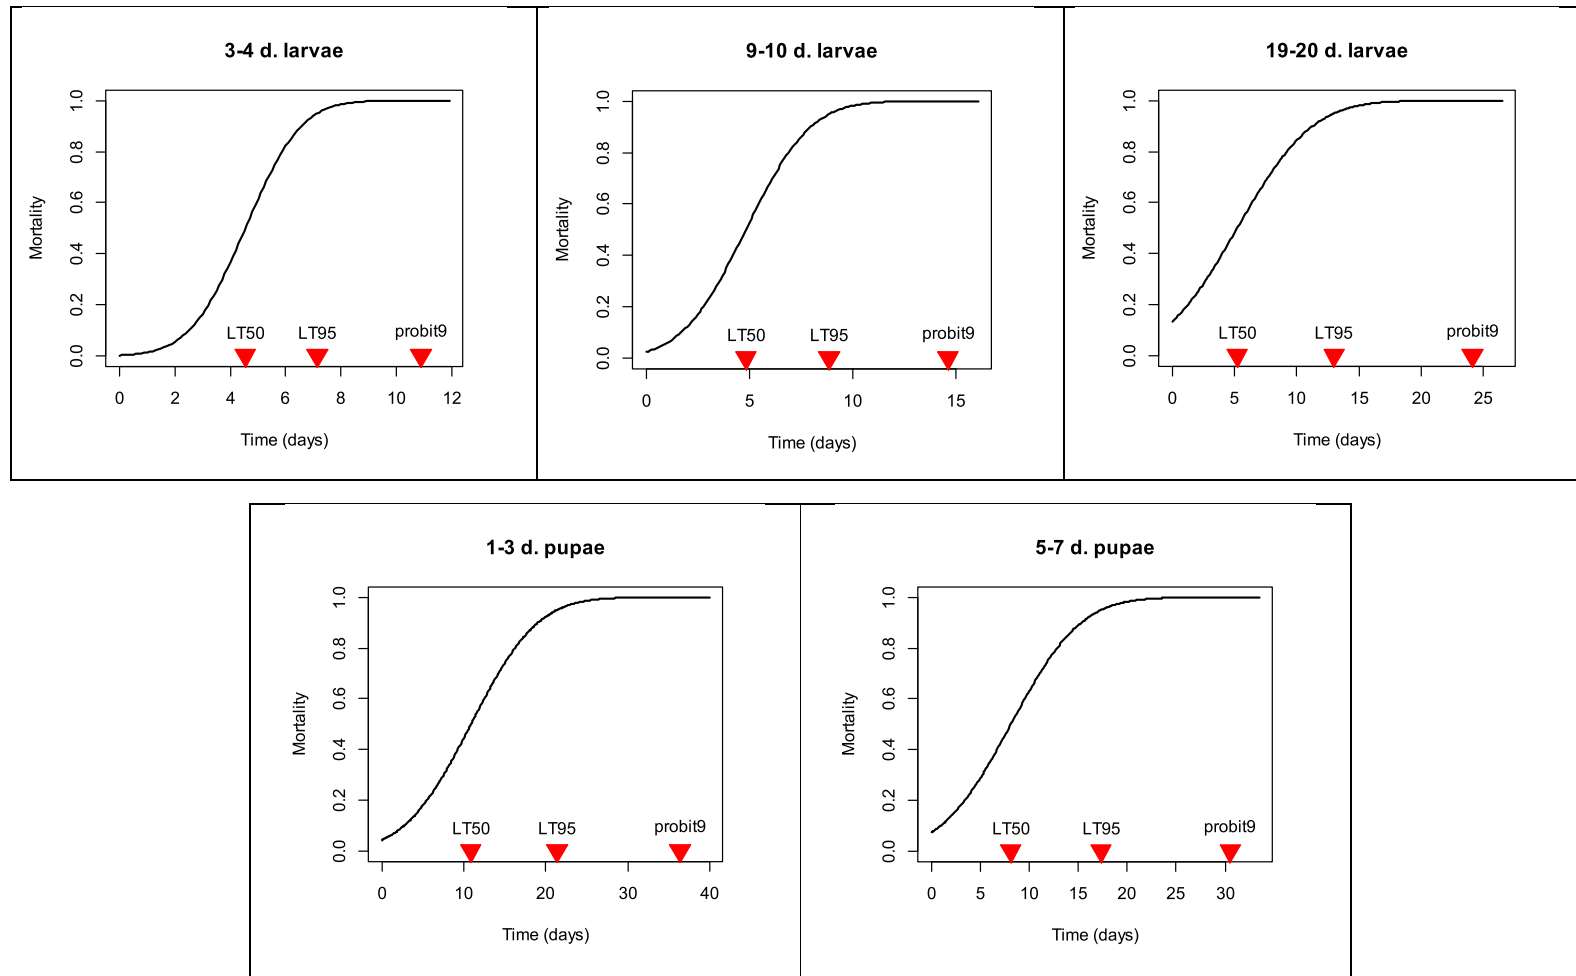 3-4 d. larvae
Mortality
1.0
0.8
0.6
0.4
0.2
0.0
LT50 LT95 probit9
0 2 4 6 8 10 12
Time (days)
9-10 d. larvae
Mortality
1.0
0.8
0.6
0.4
0.2
0.0
LT50 LT95 probit9
0 5 10 15
Time (days)
19-20 d. larvae
Mortality
1.0
0.8
0.6
0.4
0.2
0.0
LT50 LT95 probit9
0 5 10 15 20 25
Time (days)
1-3 d. pupae
Mortality
1.0
0.8
0.6
0.4
0.2
0.0
LT50 LT95 probit9
0 10 20 30 40
Time (days)
5-7 d. pupae
Mortality
1.0
0.8
0.6
0.4
0.2
0.0
LT50 LT95 probit9
0 5 10 15 20 25 30
Time (days)